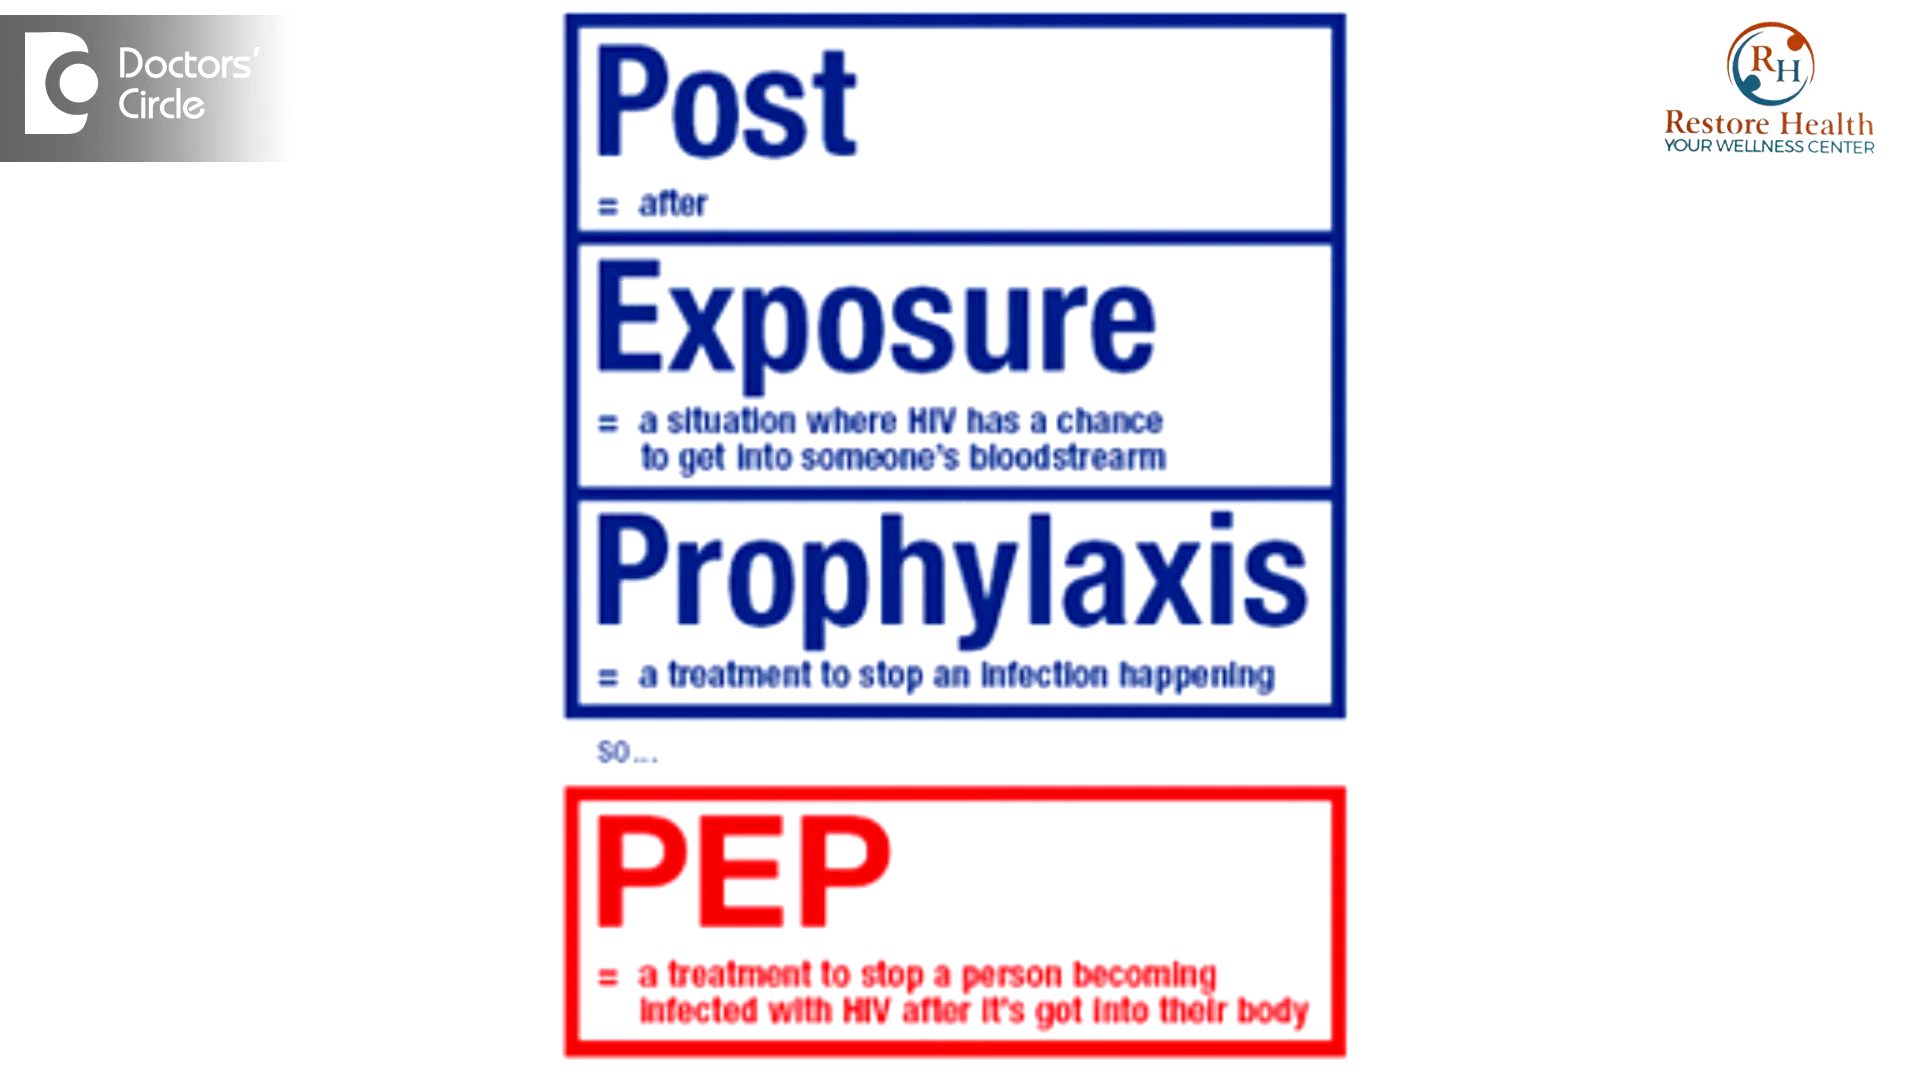 Doctors'
Circle
RH
Restore Health
YOUR WELLNESS CENTER
Post
= after
Exposure
= a situation where HIV has a chance
to get into someone's bloodstrearm
Prophylaxis
= a treatment to stop an infection happening
so...
PEP
= a treatment to stop a person becoming
infected with HIV after it's got into their body